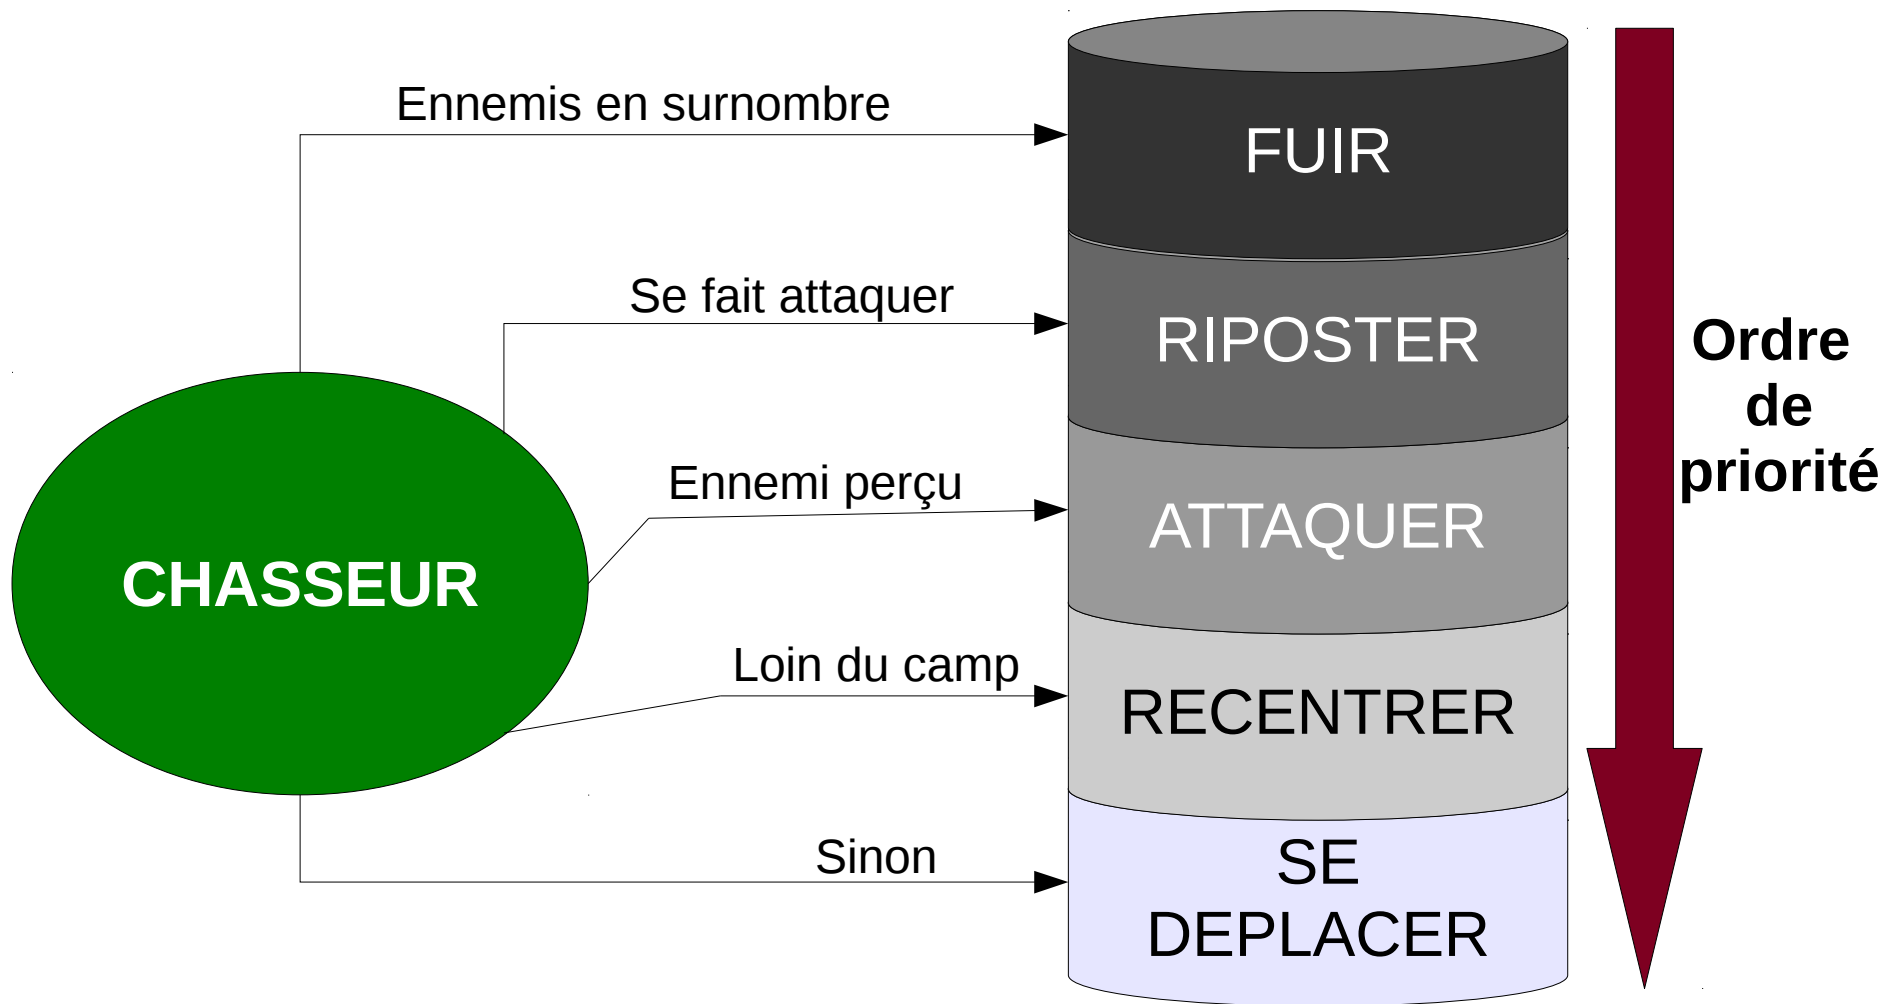 Ennemis en surnombre
FUIR
Se fait attaquer
RIPOSTER
Ordre
de
priorité
Ennemi perçu
ATTAQUER
CHASSEUR
Loin du camp
RECENTRER
Sinon
SE
DEPLACER